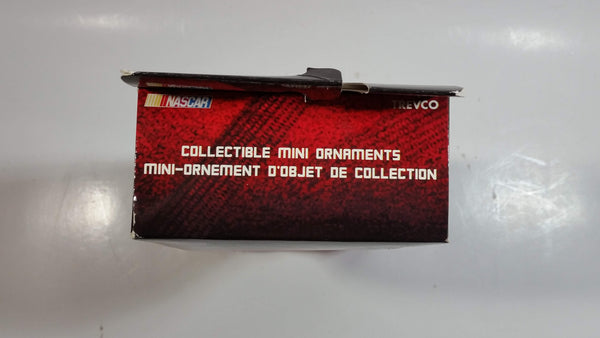 NASCAR
TREVCO
COLLECTIBLE MINI ORNAMENTS
MINI-ORNEMENT D'OBJET DE COLLECTION